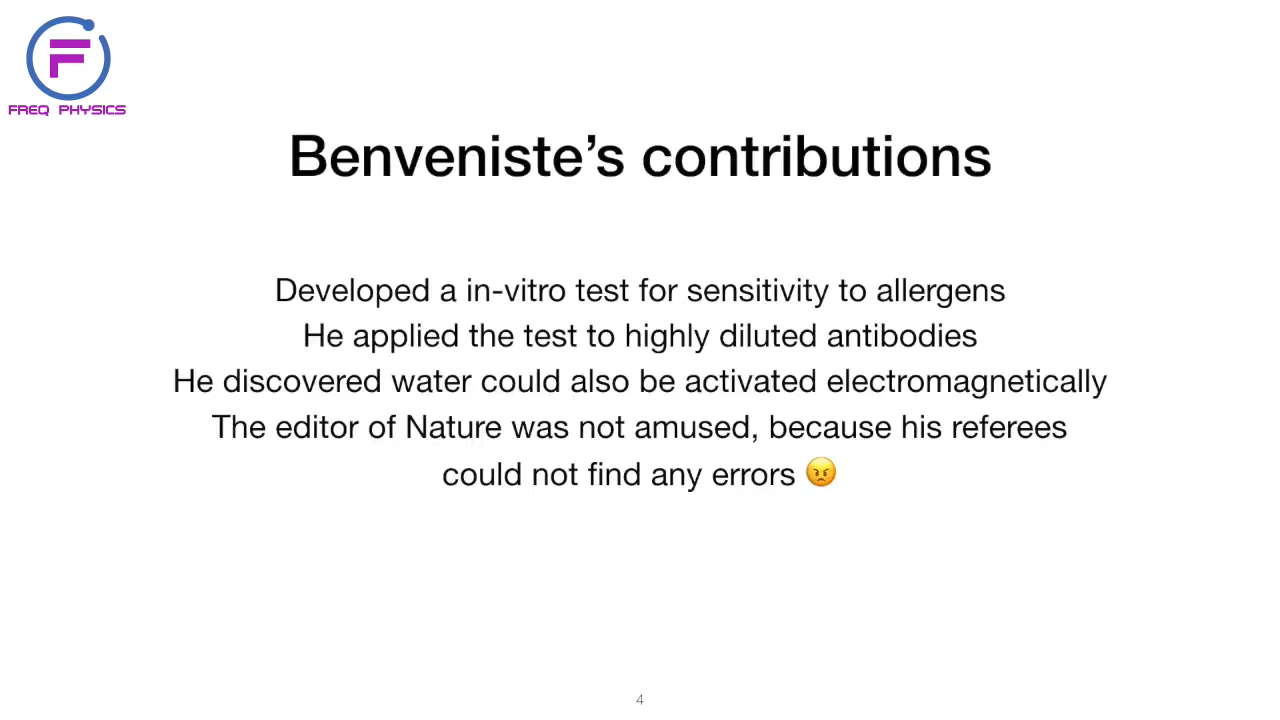 F
FREQ PHYSICS
Benveniste’s contributions
Developed a in-vitro test for sensitivity to allergens
He applied the test to highly diluted antibodies
He discovered water could also be activated electromagnetically
The editor of Nature was not amused, because his referees
could not find any errors 😠
4